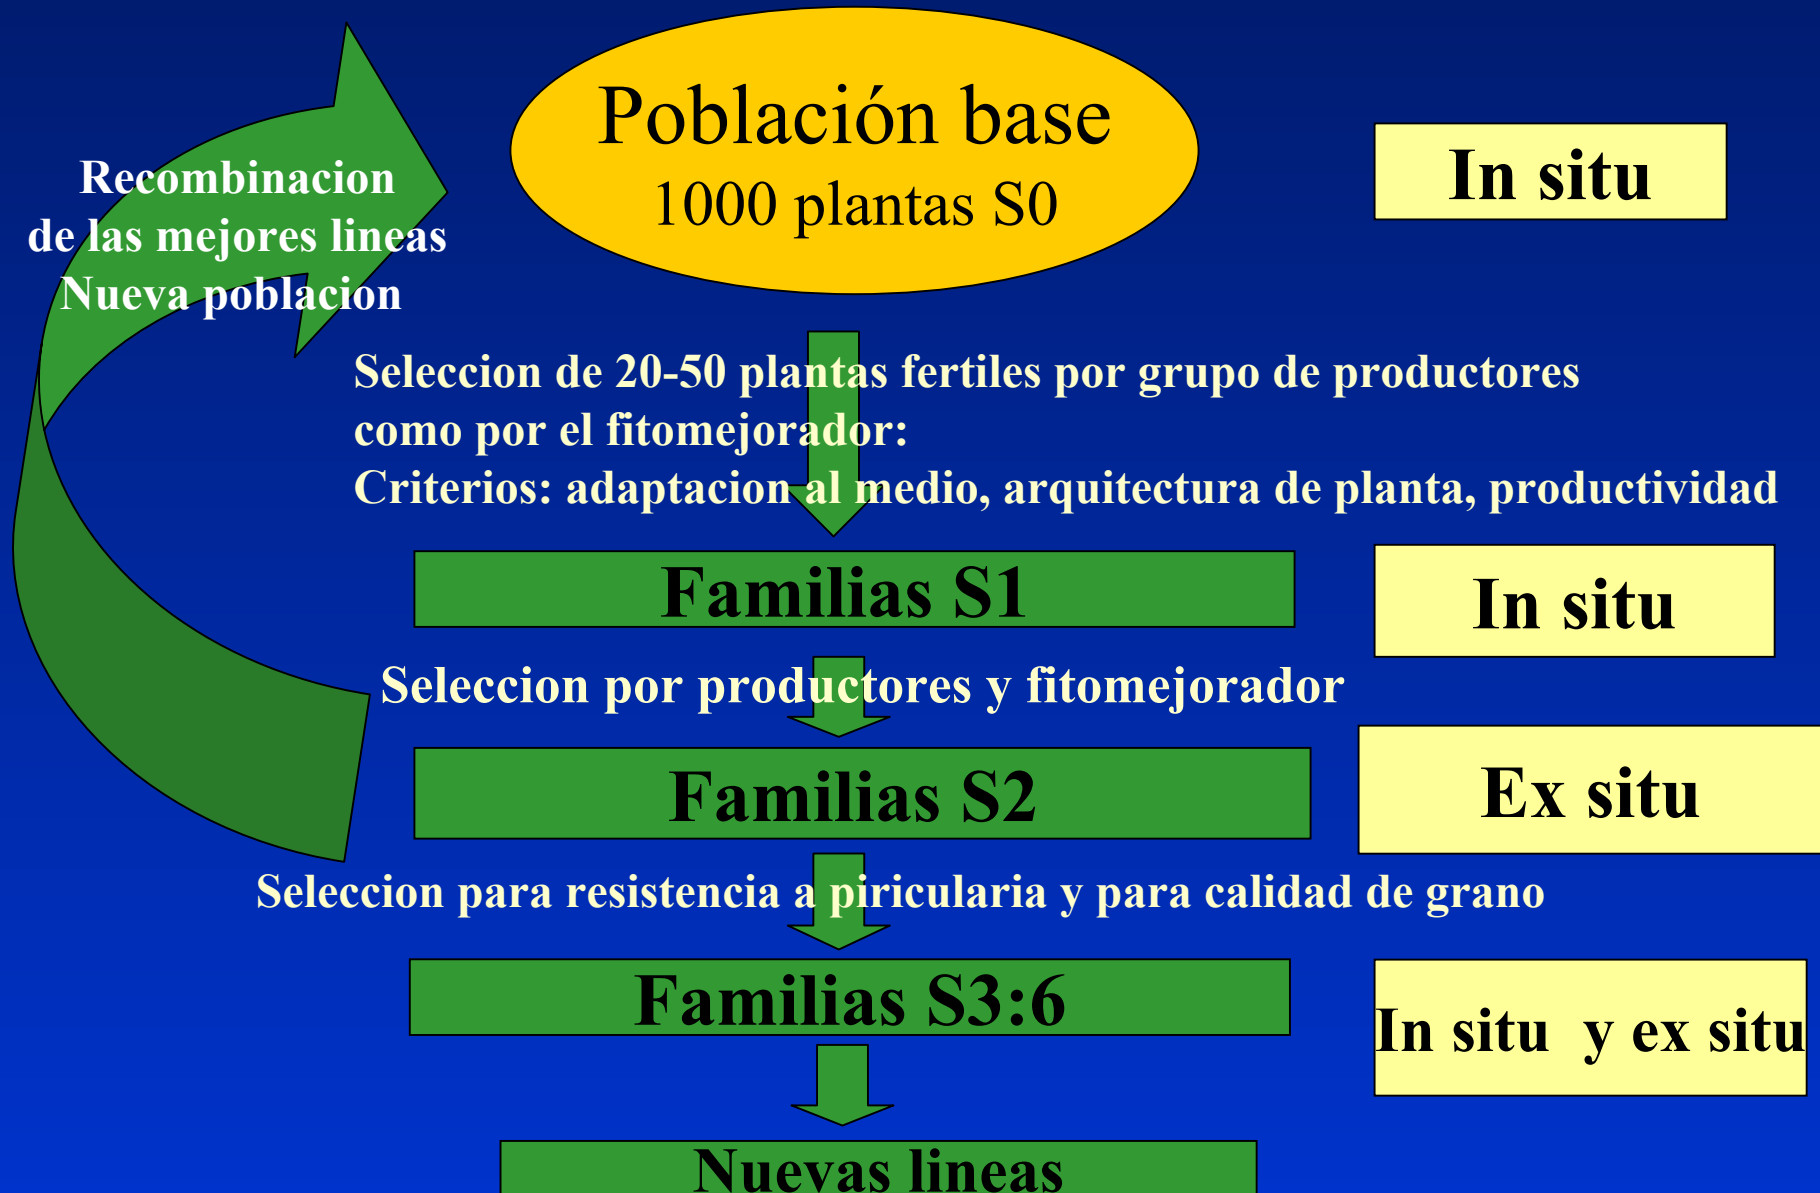 Población base
1000 plantas S0
In situ
Recombinacion
de las mejores lineas
Nueva poblacion
Seleccion de 20-50 plantas fertiles por grupo de productores
como por el fitomejorador:
Criterios: adaptacion al medio, arquitectura de planta, productividad
Familias S1
In situ
Seleccion por productores y fitomejorador
Familias S2
Ex situ
Seleccion para resistencia a piricularia y para calidad de grano
Familias S3:6
In situ y ex situ
Nuevas lineas